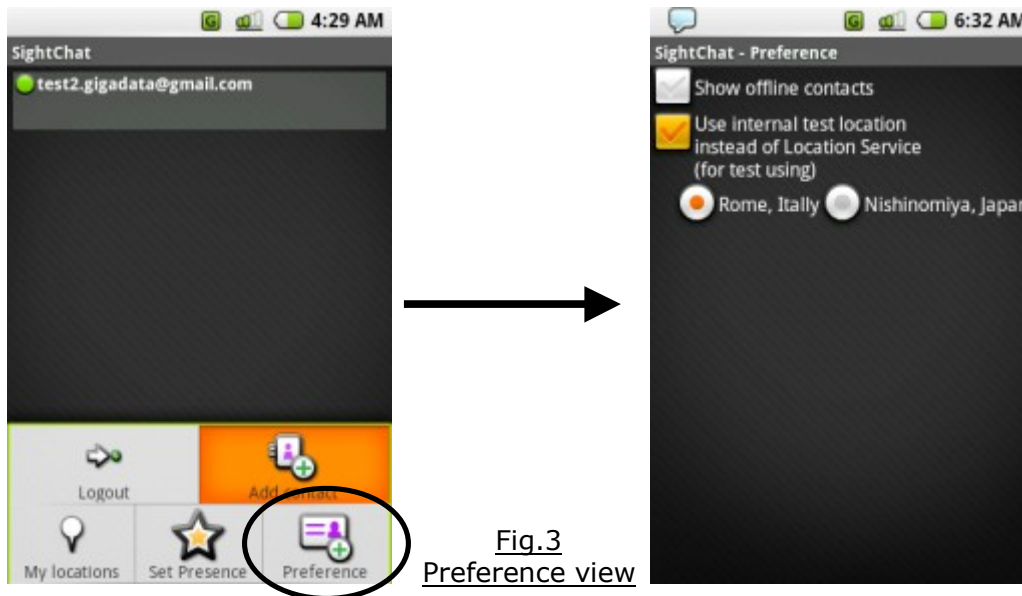 4:29 AM
SightChat
test2.gigadata@gmail.com
Logout
Add contact
My locations
Set Presence
Preference
Fig.3
Preference view
6:32 AM
SightChat - Preference
Show offline contacts
Use internal test location
instead of Location Service
(for test using)
Rome, Itally Nishinomiya, Japan